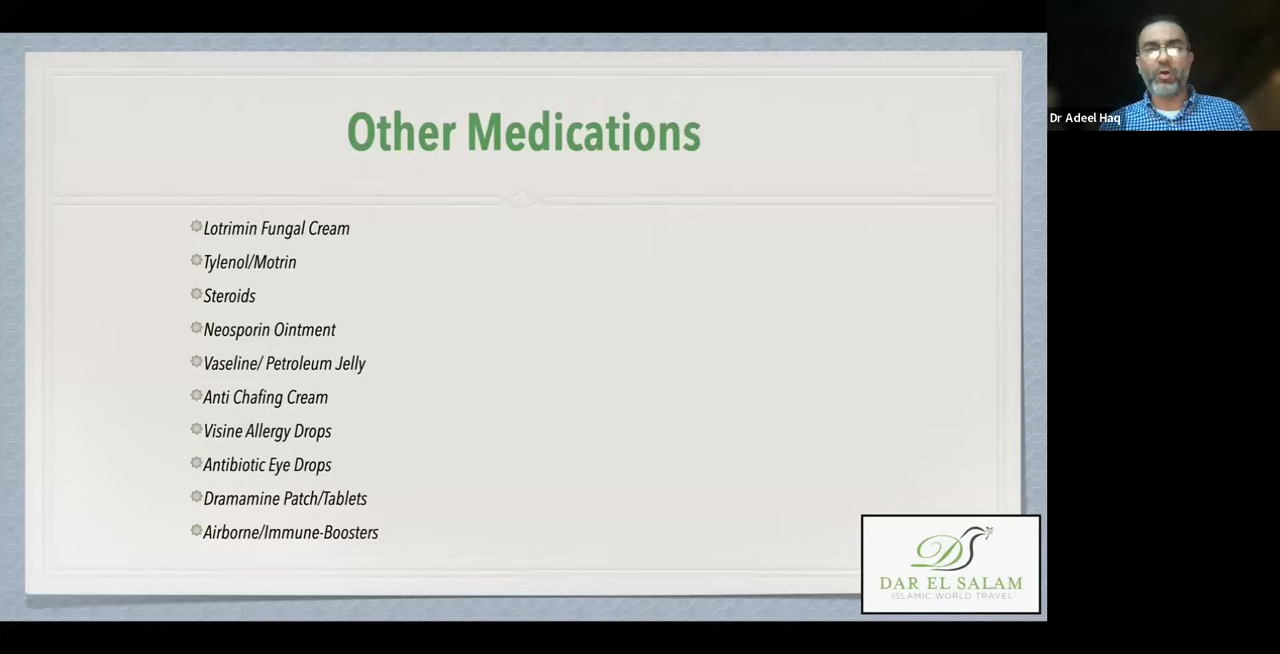 Other Medications
Lotrimin Fungal Cream
Tylenol/Motrin
Steroids
Neosporin Ointment
Vaseline/ Petroleum Jelly
Anti Chafing Cream
Visine Allergy Drops
Antibiotic Eye Drops
Dramamine Patch/Tablets
Airborne/Immune-Boosters
DS
DAR EL SALAM
ISLAMIC WORLD TRAVEL
Dr Adeel Haq